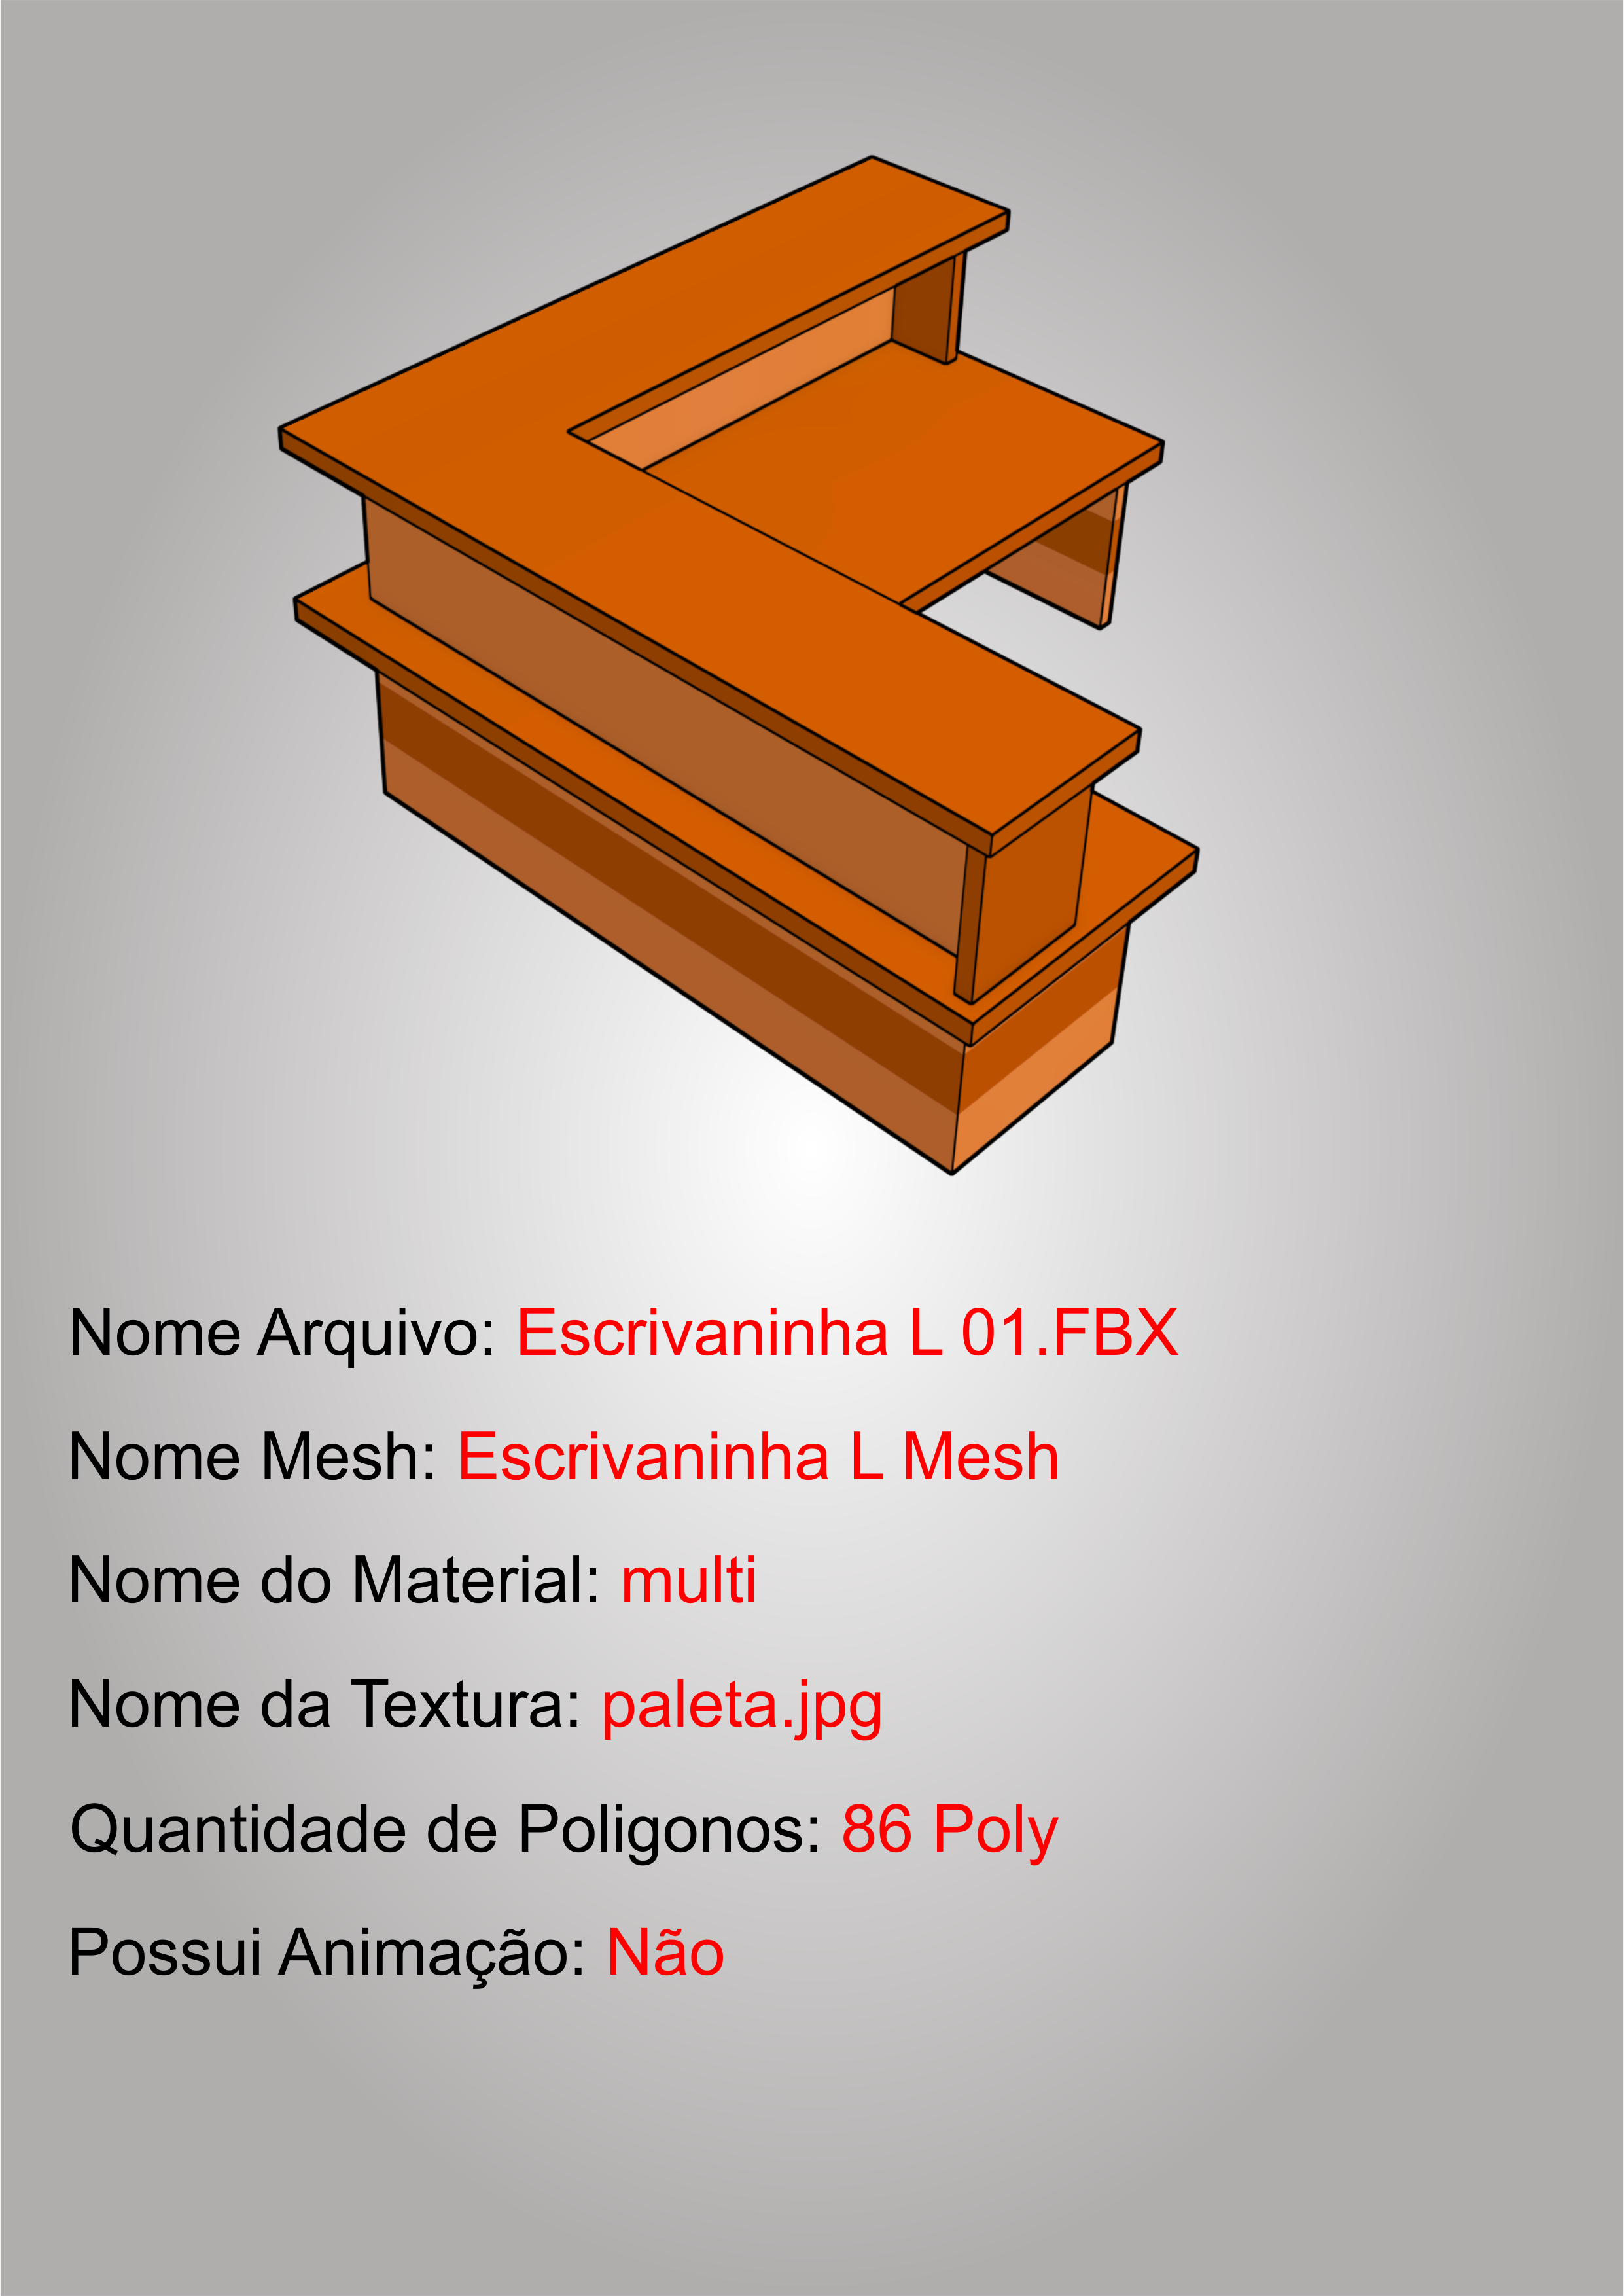 Nome Arquivo: Escrivaninha L 01.FBX
Nome Mesh: Escrivaninha L Mesh
Nome do Material: multi
Nome da Textura: paleta.jpg
Quantidade de Poligonos: 86 Poly
Possui Animação: Não